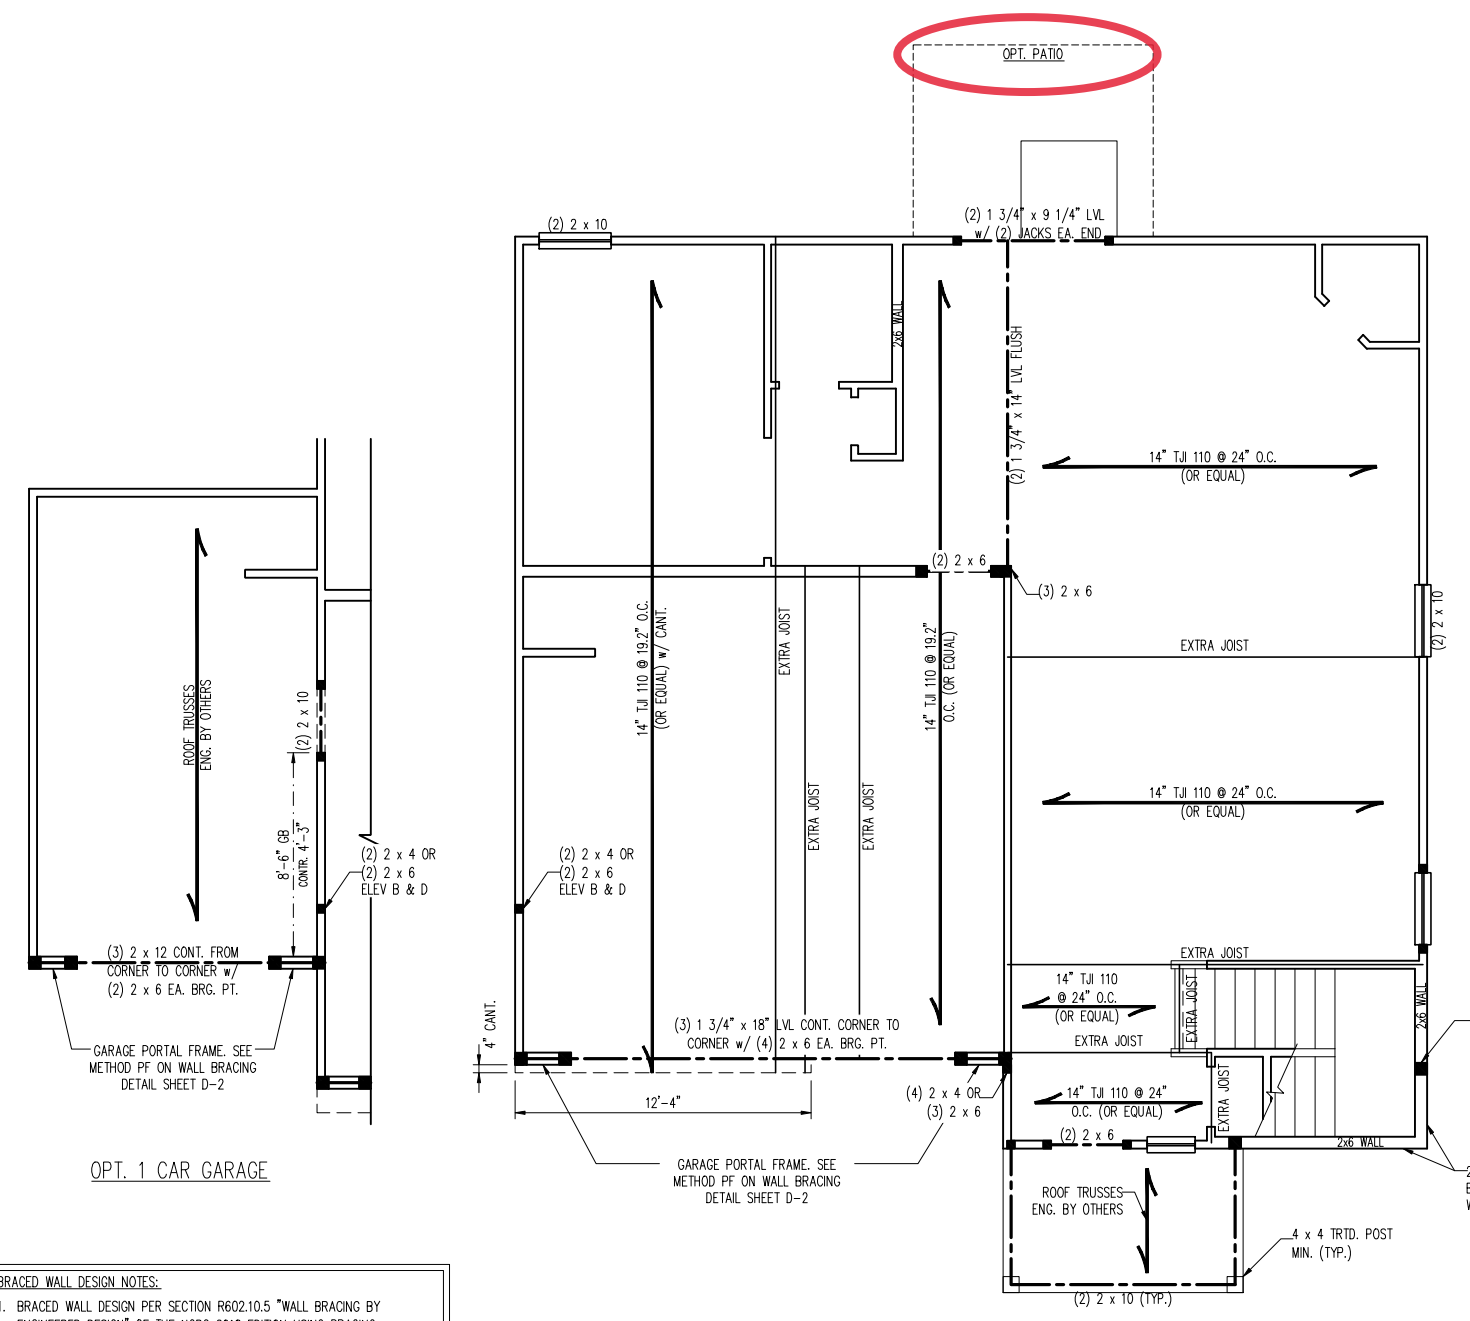 OPT. PATIO
(2) 2 x 10
(2) 1 3/4" x 9 1/4" LVL
w/ (2) JACKS EA. END
2x6 WALL
(2) 1 3/4" x 14" LVL FLUSH
14" TJI 110 @ 24" O.C.
(OR EQUAL)
(2) 2 x 6
(3) 2 x 6
(2) 2 x 10
EXTRA JOIST
EXTRA JOIST
14" TJI 110 @ 19.2" O.C.
(OR EQUAL) w/ CANT.
14" TJI 110 @ 19.2"
O.C. (OR EQUAL)
ROOF TRUSSES
ENG. BY OTHERS
(2) 2 x 10
14" TJI 110 @ 24" O.C.
(OR EQUAL)
EXTRA JOIST
EXTRA JOIST
8'-6" GB
CONTR. 4'-3"
(2) 2 x 4 OR
(2) 2 x 6
ELEV B & D
(2) 2 x 4 OR
(2) 2 x 6
ELEV B & D
(3) 2 x 12 CONT. FROM
CORNER TO CORNER w/
(2) 2 x 6 EA. BRG. PT.
EXTRA JOIST
14" TJI 110
@ 24" O.C.
(OR EQUAL)
EXTRA JOIST
2x6 WALL
4" CANT.
(3) 1 3/4" x 18" LVL CONT. CORNER TO
CORNER w/ (4) 2 x 6 EA. BRG. PT.
EXTRA JOIST
GARAGE PORTAL FRAME. SEE
METHOD PF ON WALL BRACING
DETAIL SHEET D-2
12'-4"
(4) 2 x 4 OR
(3) 2 x 6
14" TJI 110 @ 24"
O.C. (OR EQUAL)
EXTRA JOIST
(2) 2 x 6
2x6 WALL
OPT. 1 CAR GARAGE
GARAGE PORTAL FRAME. SEE
METHOD PF ON WALL BRACING
DETAIL SHEET D-2
ROOF TRUSSES
ENG. BY OTHERS
4 x 4 TRTD. POST
MIN. (TYP.)
(2) 2 x 10 (TYP.)
BRACED WALL DESIGN NOTES:
1. BRACED WALL DESIGN PER SECTION R602.10.5 "WALL BRACING BY